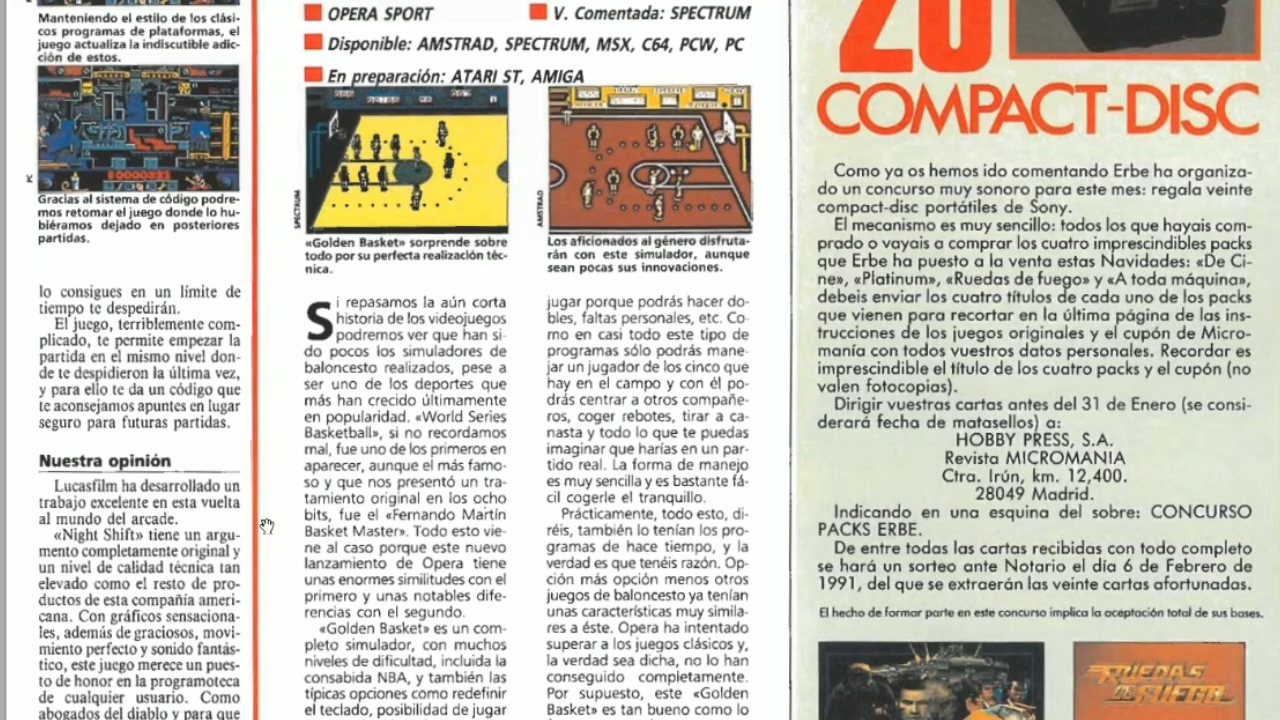 Manteniendo el estilo de los clási-
cos programas de plataformas, el
juego actualiza la indiscutible adic-
ción de estos.
PC
Gracias al sistema de código podre-
mos retomar el juego donde lo hu-
biéramos dejado en posteriores
partidas.
lo consigues en un límite de
tiempo te despedirán.
El juego, terriblemente com-
plicado, te permite empezar la
partida en el mismo nivel don-
de te despidieron la última vez,
y para ello te da un código que
te aconsejamos apuntes en lugar
seguro para futuras partidas.
Nuestra opinión
Lucasfilm ha desarrollado un
trabajo excelente en esta vuelta
al mundo del arcade.
«Night Shift» tiene un argu-
mento completamente original y
un nivel de calidad técnica tan
elevado como el resto de pro-
ductos de esta compañía ameri-
cana. Con gráficos sensaciona-
les, además de graciosos, movi-
miento perfecto y sonido fantás-
tico, este juego merece un pues-
to de honor en la programoteca
de cualquier usuario. Como
abogados del diablo y para que
OPERA SPORT
V. Comentada: SPECTRUM
Disponible: AMSTRAD, SPECTRUM, MSX, C64, PCW, PC
En preparación: ATARI ST, AMIGA
SPECTRUM
«Golden Basket» sorprende sobre
todo por su perfecta realización téc-
nica.
AMSTRAD
Los aficionados al género disfruta-
rán con este simulador, aunque
sean pocas sus innovaciones.
Si repasamos la aún corta
historia de los videojuegos
podremos ver que han si-
do pocos los simuladores de
baloncesto realizados, pese a
ser uno de los deportes que
más han crecido últimamente
en popularidad. «World Series
Basketball», si no recordamos
mal, fue uno de los primeros en
aparecer, aunque el más famo-
so y que nos presentó un tra-
tamiento original en los ocho
bits, fue el «Fernando Martín
Basket Master». Todo esto vie-
ne al caso porque este nuevo
lanzamiento de Opera tiene
unas enormes similitudes con el
primero y unas notables dife-
rencias con el segundo.
«Golden Basket» es un com-
pleto simulador, con muchos
niveles de dificultad, incluida la
consabida NBA, y también las
típicas opciones como redefinir
el teclado, posibilidad de jugar
jugar porque podrás hacer do-
bles, faltas personales, etc. Co-
mo en casi todo este tipo de
programas sólo podrás mane-
jar un jugador de los cinco que
hay en el campo y con él po-
drás centrar a otros compañe-
ros, coger rebotes, tirar a ca-
nasta y todo lo que te puedas
imaginar que harías en un par-
tido real. La forma de manejo
es muy sencilla y es bastante fá-
cil cogerle el tranquillo.
Prácticamente, todo esto, di-
réis, también lo tenían los pro-
gramas de hace tiempo, y la
verdad es que tenéis razón. Op-
ción más opción menos otros
juegos de baloncesto ya tenían
unas características muy simila-
res a éste. Opera ha intentado
superar a los juegos clásicos y,
la verdad sea dicha, no lo han
conseguido completamente.
Por supuesto, este «Golden
Basket» es tan bueno como lo
20
COMPACT-DISC
Como ya os hemos ido comentando Erbe ha organiza-
do un concurso muy sonoro para este mes: regala veinte
compact-disc portátiles de Sony.
El mecanismo es muy sencillo: todos los que hayais com-
prado o vayais a comprar los cuatro imprescindibles packs
que Erbe ha puesto a la venta estas Navidades: «De Ci-
ne», «Platinum», «Ruedas de fuego» y «A toda máquina»,
debeis enviar los cuatro títulos de cada uno de los packs
que vienen para recortar en la última página de las ins-
trucciones de los juegos originales y el cupón de Micro-
manía con todos vuestros datos personales. Recordar es
imprescindible el título de los cuatro packs y el cupón (no
valen fotocopias).
Dirigir vuestras cartas antes del 31 de Enero (se consi-
derará fecha de matasellos) a:
HOBBY PRESS, S.A.
Revista MICROMANIA
Ctra. Irún, km. 12,400.
28049 Madrid.
Indicando en una esquina del sobre: CONCURSO
PACKS ERBE.
De entre todas las cartas recibidas con todo completo
se hará un sorteo ante Notario el día 6 de Febrero de
1991, del que se extraerán las veinte cartas afortunadas.
El hecho de formar parte en este concurso implica la aceptación total de sus bases.
RUEDAS
DE FUEGO